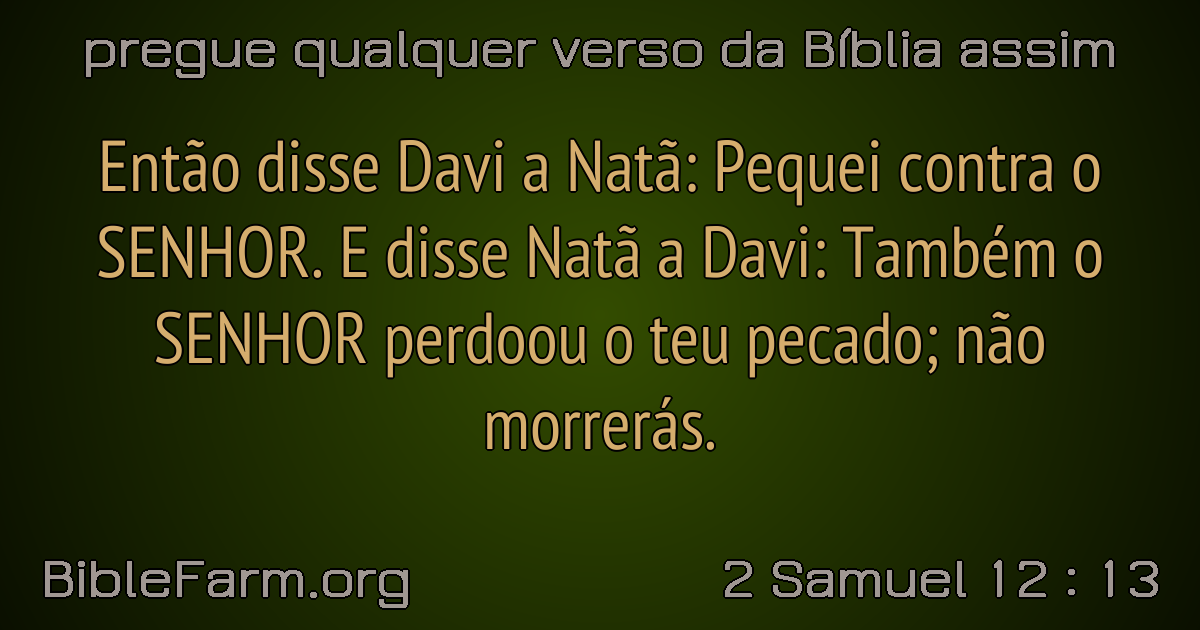 pregue qualquer verso da Bíblia assim
Então disse Davi a Natã: Pequei contra o
SENHOR. E disse Natã a Davi: Também o
SENHOR perdoou o teu pecado; não
morrerás.
BibleFarm.org
2 Samuel 12 : 13